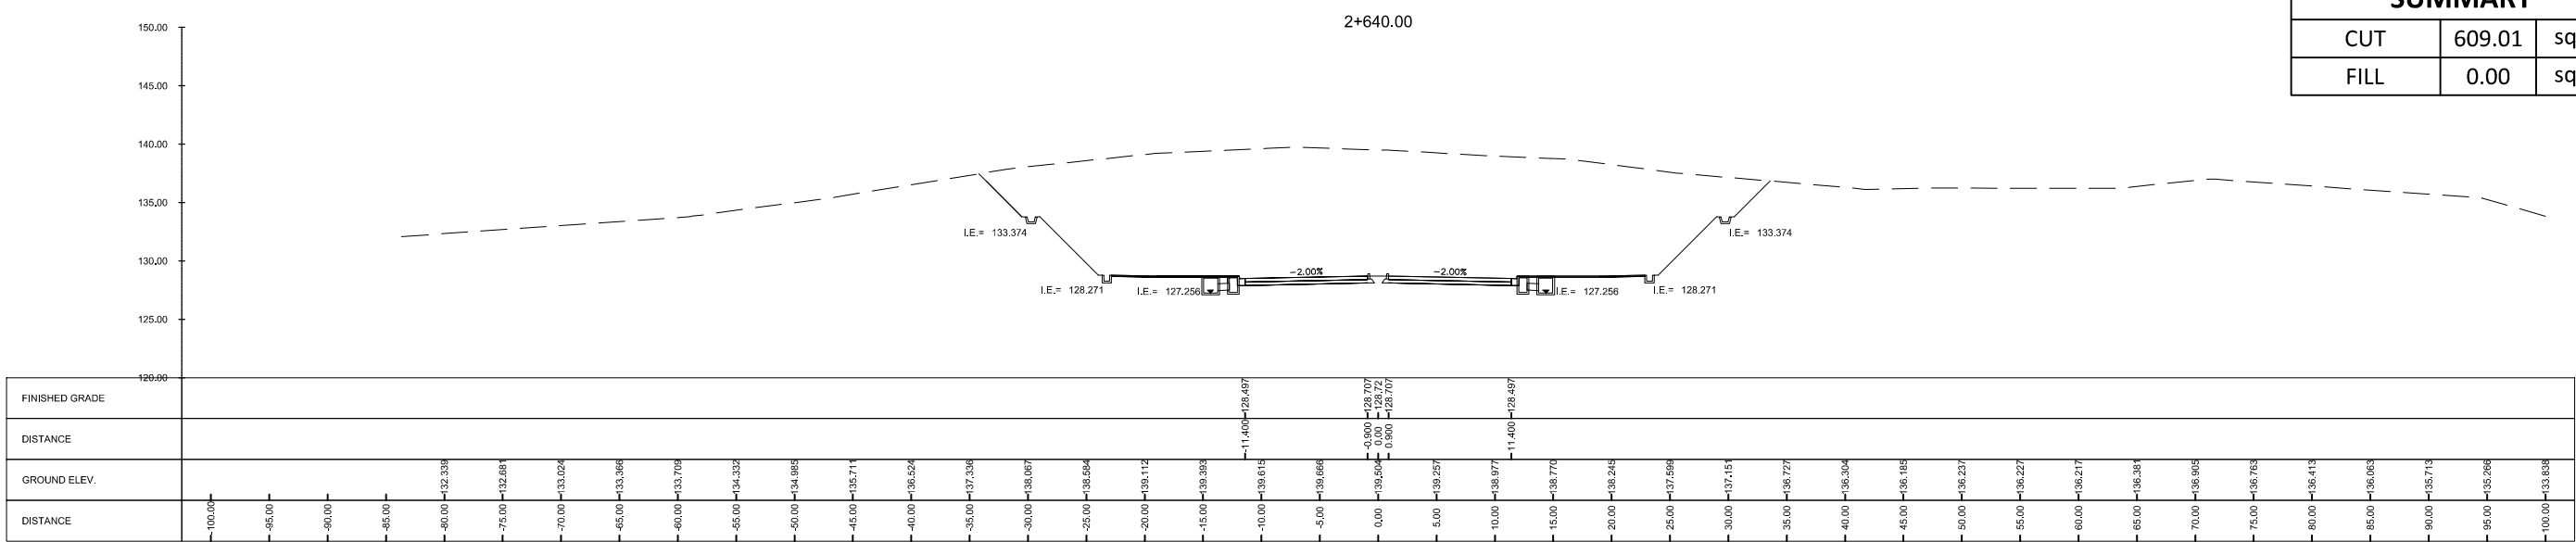 2+640.00
SUMMARY
CUT 609.01 sq
FILL 0.00 sq
150.00
145.00
140.00
135.00
130.00
125.00
120.00
I.E.= 133.374
I.E.= 133.374
-2.00% -2.00%
I.E.= 128.271 I.E.= 127.256 I.E.= 127.256 I.E.= 128.271
FINISHED GRADE 128.497 128.707 128.72 128.707 128.497
DISTANCE -11.400 -0.900 0.00 0.900 11.400
GROUND ELEV. 132.339 132.681 133.024 133.366 133.709 134.332 134.985 135.711 136.524 137.336 138.067 138.584 139.112 139.393 139.615 139.666 139.504 139.257 138.977 138.770 138.245 137.599 137.151 136.727 136.304 136.185 136.237 136.227 136.217 136.381 136.905 136.763 136.413 136.063 135.713 135.266 133.838
DISTANCE -100.00 -95.00 -90.00 -85.00 -80.00 -75.00 -70.00 -65.00 -60.00 -55.00 -50.00 -45.00 -40.00 -35.00 -30.00 -25.00 -20.00 -15.00 -10.00 -5.00 0.00 5.00 10.00 15.00 20.00 25.00 30.00 35.00 40.00 45.00 50.00 55.00 60.00 65.00 70.00 75.00 80.00 85.00 90.00 95.00 100.00